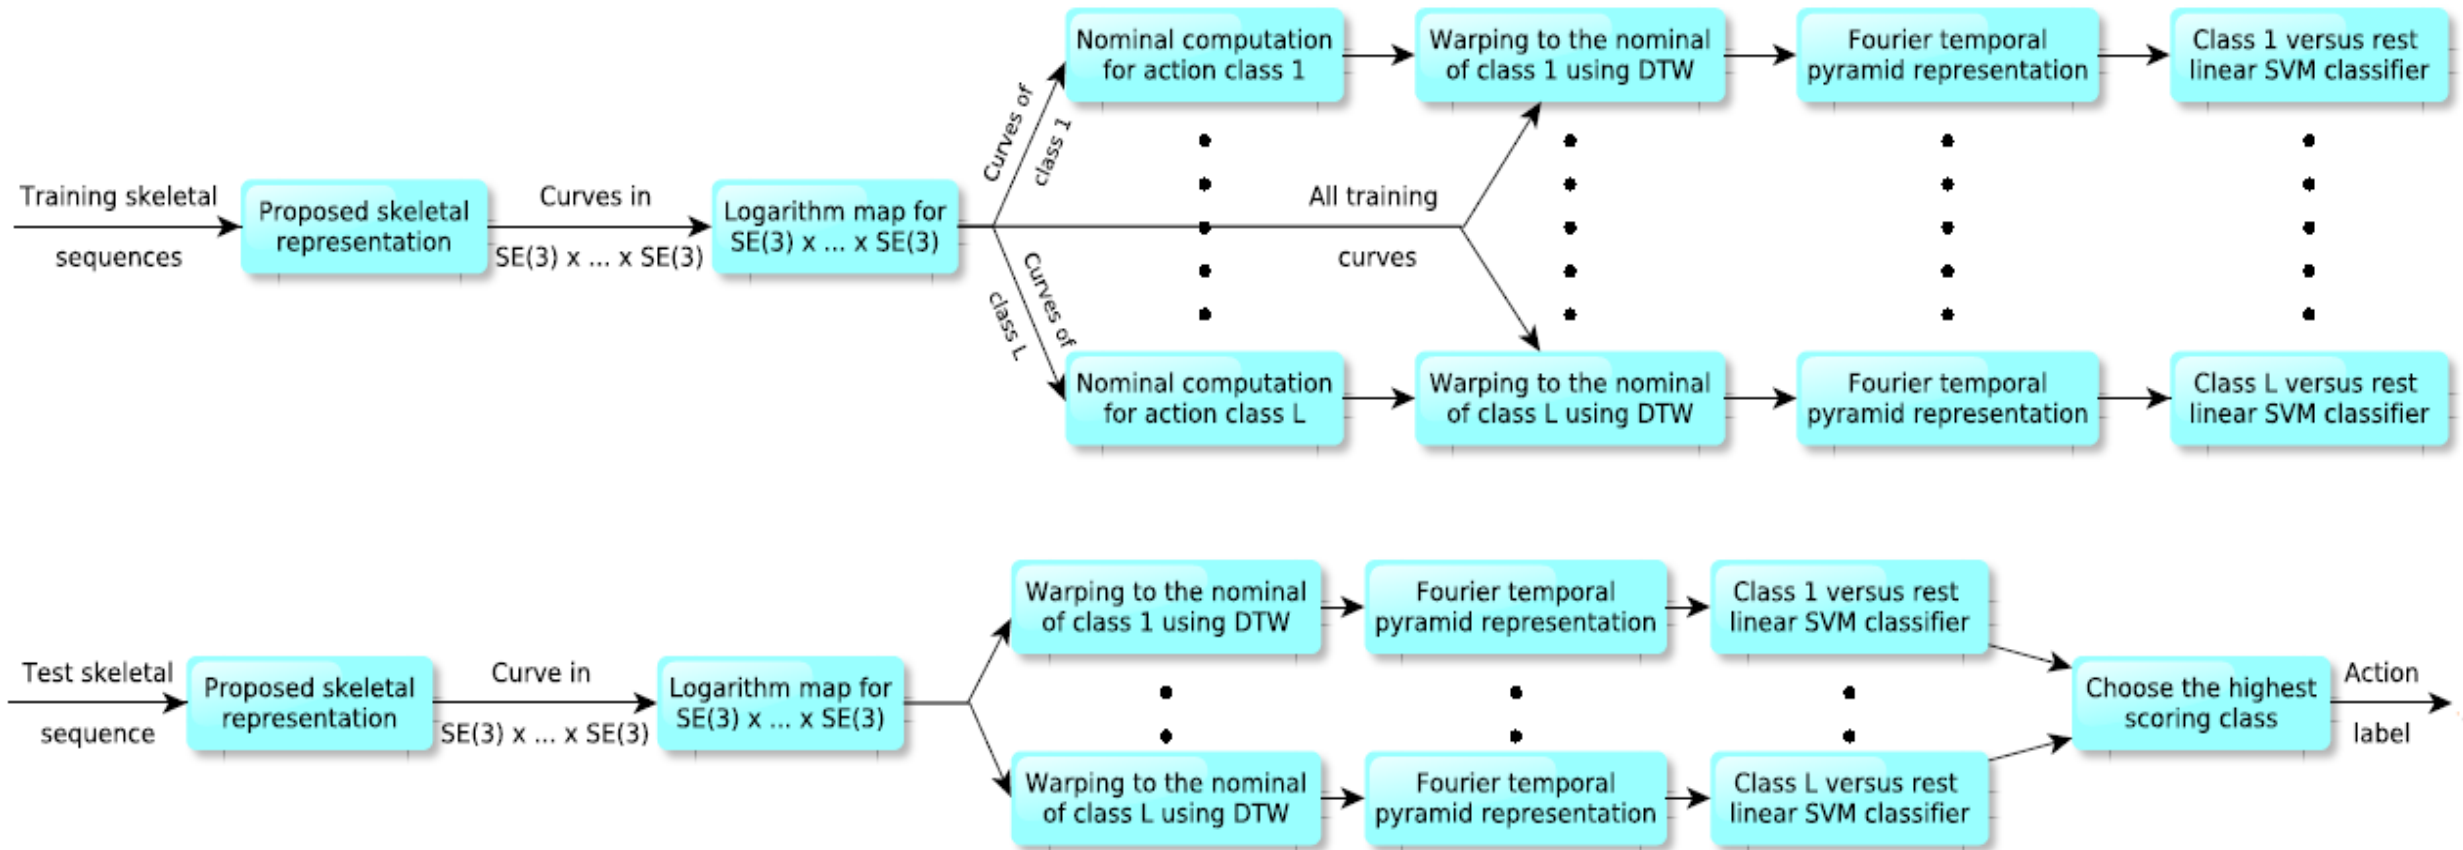 Training skeletal
sequences
Proposed skeletal
representation
Curves in
SE(3) x ... x SE(3)
Logarithm map for
SE(3) x ... x SE(3)
Curves of
class 1
Curves of
class L
All training
curves
Nominal computation
for action class 1
Warping to the nominal
of class 1 using DTW
Fourier temporal
pyramid representation
Class 1 versus rest
linear SVM classifier
Nominal computation
for action class L
Warping to the nominal
of class L using DTW
Fourier temporal
pyramid representation
Class L versus rest
linear SVM classifier
Test skeletal
sequence
Proposed skeletal
representation
Curve in
SE(3) x ... x SE(3)
Logarithm map for
SE(3) x ... x SE(3)
Warping to the nominal
of class 1 using DTW
Fourier temporal
pyramid representation
Class 1 versus rest
linear SVM classifier
Warping to the nominal
of class L using DTW
Fourier temporal
pyramid representation
Class L versus rest
linear SVM classifier
Choose the highest
scoring class
Action
label